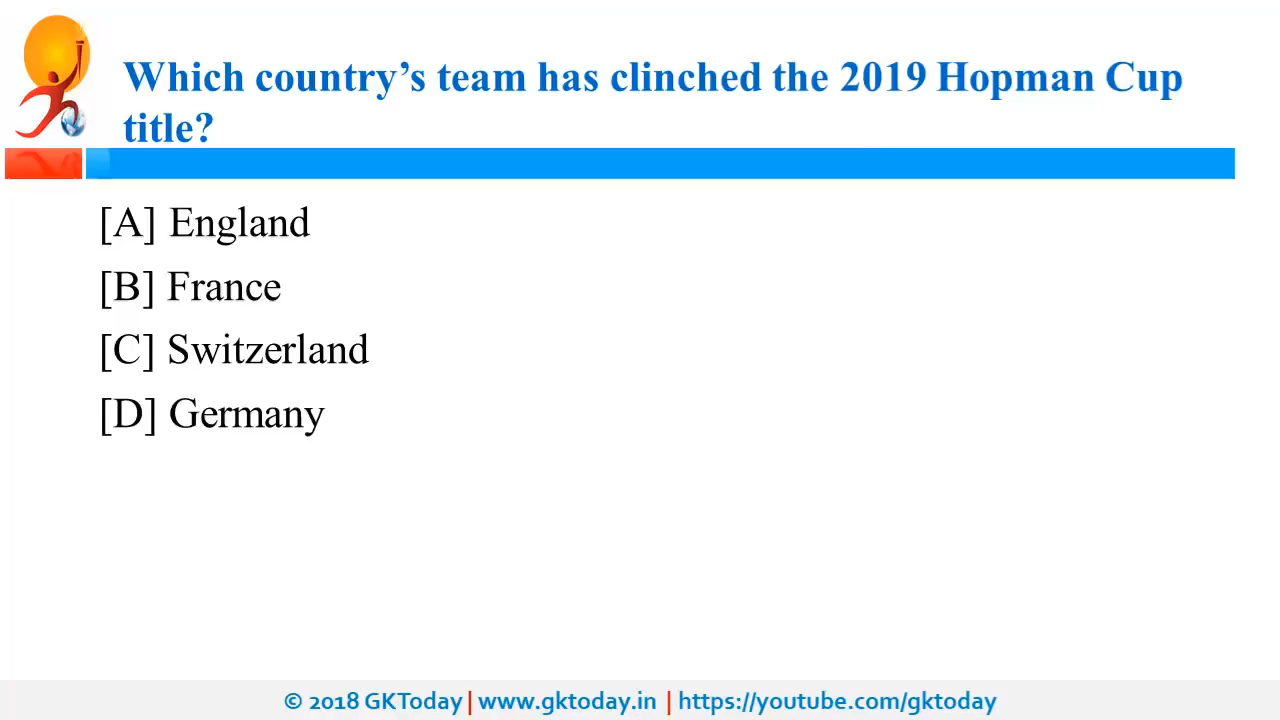 Which country’s team has clinched the 2019 Hopman Cup
title?
[A] England
[B] France
[C] Switzerland
[D] Germany
© 2018 GKToday | www.gktoday.in | https://youtube.com/gktoday